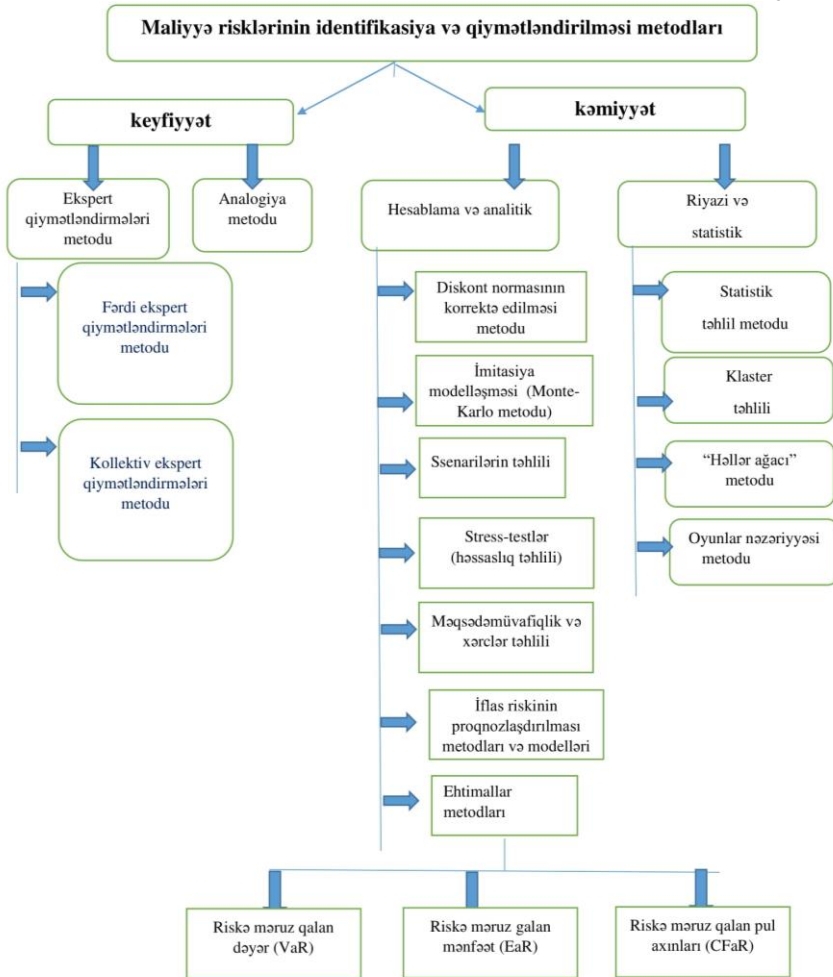 Maliyyə risklərinin identifikasiya və qiymətləndirilməsi metodları
keyfiyyət
kəmiyyət
Ekspert
qiymətləndirmələri
metodu
Analogiya
metodu
Hesablama və analitik
Riyazi və
statistik
Fərdi ekspert
qiymətləndirmələri
metodu
Kollektiv ekspert
qiymətləndirmələri
metodu
Diskont normasının
korrektə edilməsi
metodu
İmitasiya
modelləşməsi (Monte-
Karlo metodu)
Ssenarilərin təhlili
Stress-testlər
(həssaslıq təhlili)
Məqsədəmüvafiqlik və
xərclər təhlili
İflas riskinin
proqnozlaşdırılması
metodları və modelləri
Ehtimallar
metodları
Statistik
təhlil metodu
Klaster
təhlili
“Həllər ağacı”
metodu
Oyunlar nəzəriyyəsi
metodu
Riskə məruz qalan
dəyər (VaR)
Riskə məruz galan
mənfəət (EaR)
Riskə məruz qalan pul
axınları (CFaR)